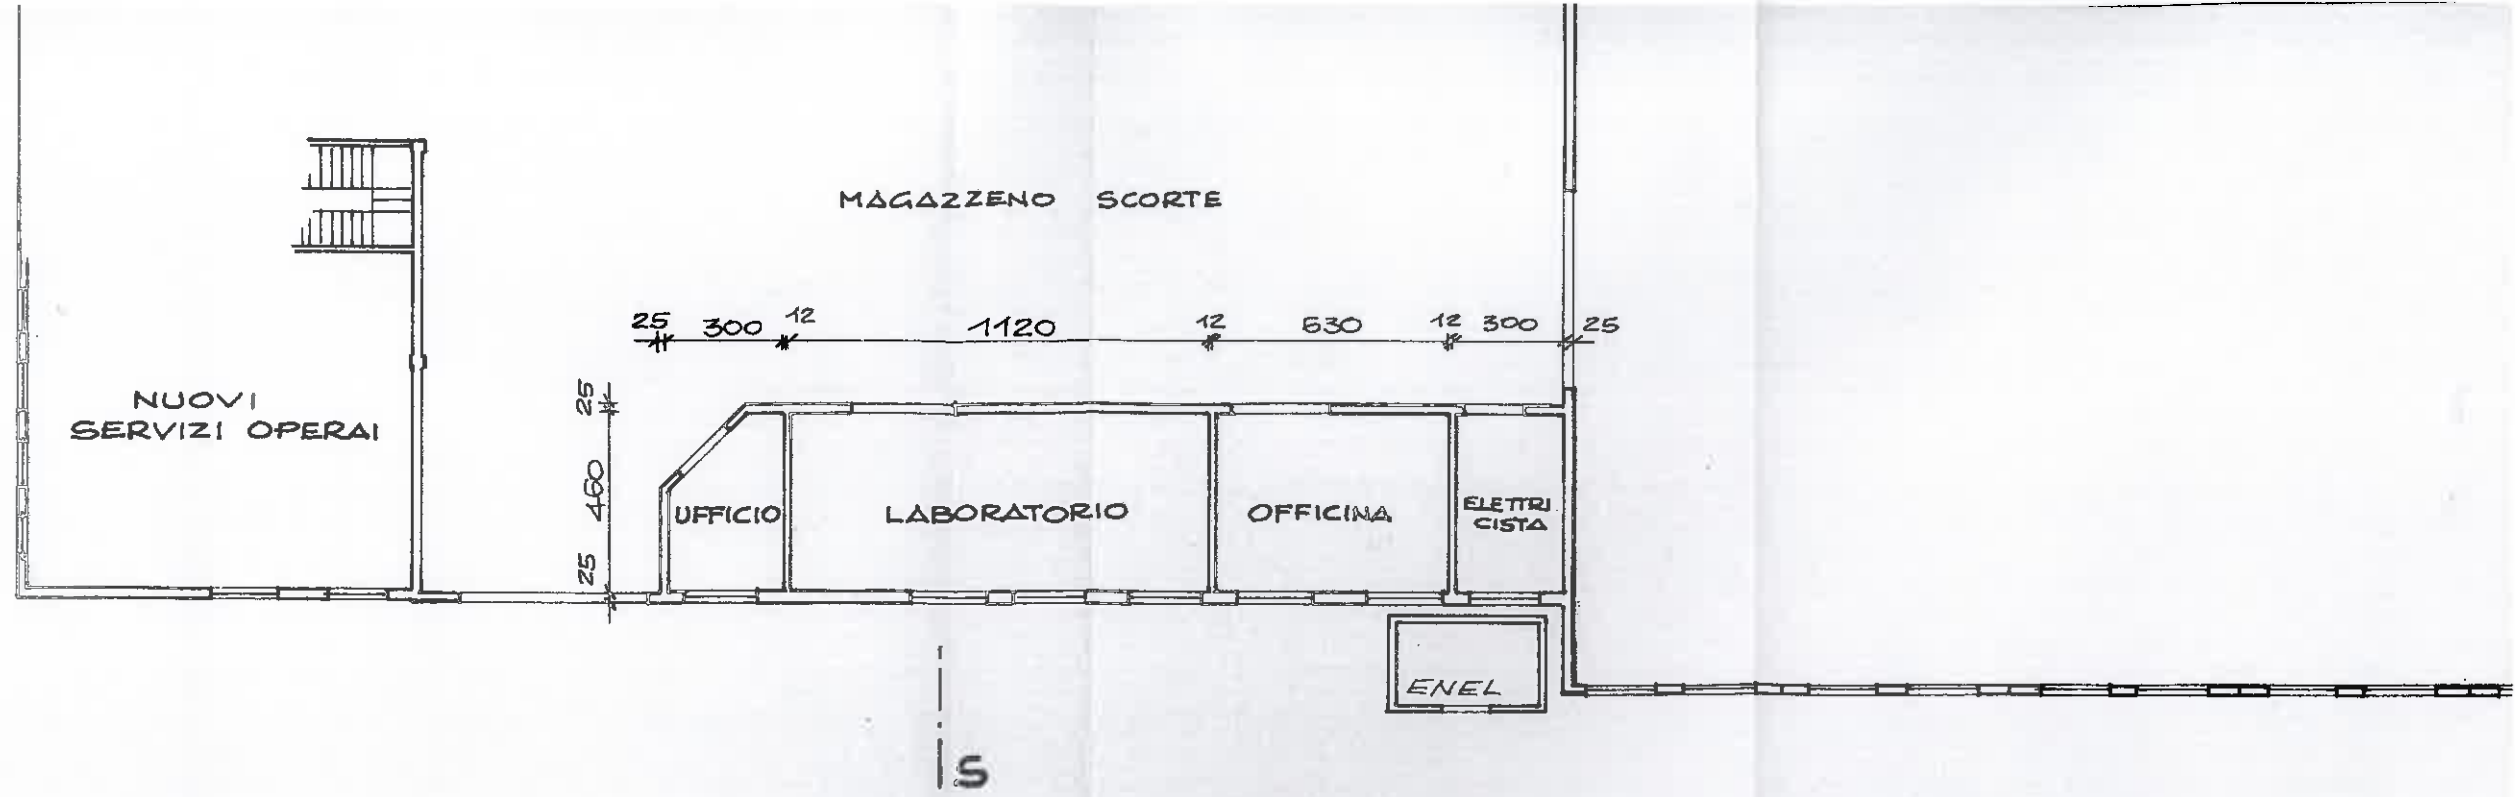 MAGAZZENO SCORTE
25 300 12 1120 12 630 12 300 25
NUOVI
SERVIZI OPERAI
25
460
25
UFFICIO
LABORATORIO
OFFICINA
ELETTRI
CISTA
ENEL
S